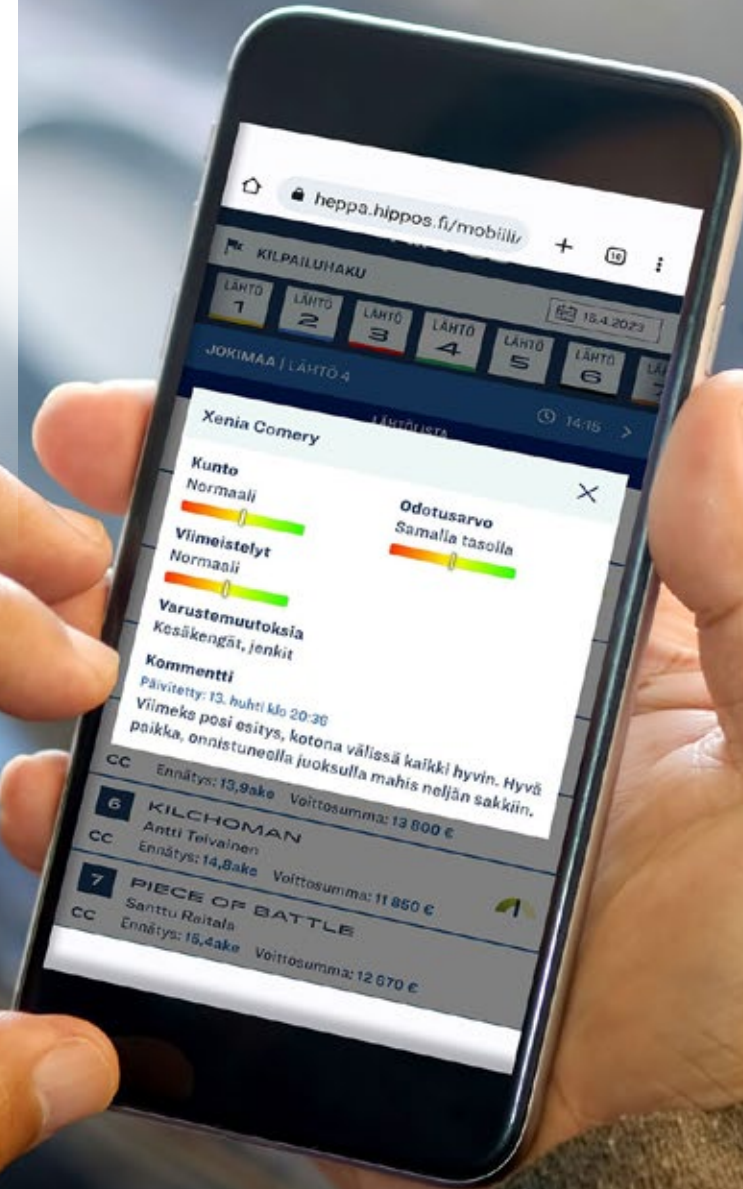 heppa.hippos.fi/mobiili/
16
KILPAILUHAKU
15.4.2023
LÄHTÖ
1
LÄHTÖ
2
LÄHTÖ
3
LÄHTÖ
4
LÄHTÖ
5
LÄHTÖ
6
JOKIMAA | LÄHTÖ 4
14:15
LÄHTÖLISTA
Xenia Comery
Kunto
Normaali
Odotusarvo
Samalla tasolla
Viimeistelyt
Normaali
Varustemuutoksia
Kesäkengät, jenkit
Kommentti
Päivitetty: 13. huhti klo 20:36
Viimeks posi esitys, kotona välissä kaikki hyvin. Hyvä
paikka, onnistuneella juoksulla mahis neljän sakkiin.
CC Ennätys: 13,9ake Voittosumma: 13 800 €
6 KILCHOMAN
Antti Teivainen
CC Ennätys: 14,8ake Voittosumma: 11 850 €
7 PIECE OF BATTLE
Santtu Raitala
CC Ennätys: 15,4ake Voittosumma: 12 670 €